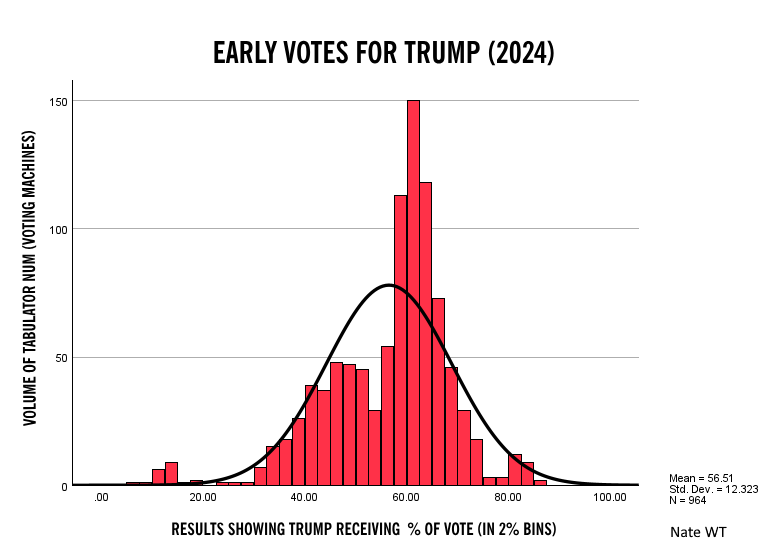 EARLY VOTES FOR TRUMP (2024)
VOLUME OF TABULATOR NUM (VOTING MACHINES)
150
100
50
0
.00 20.00 40.00 60.00 80.00 100.00
RESULTS SHOWING TRUMP RECEIVING % OF VOTE (IN 2% BINS)
Mean = 56.51
Std. Dev. = 12.323
N = 964
Nate WT